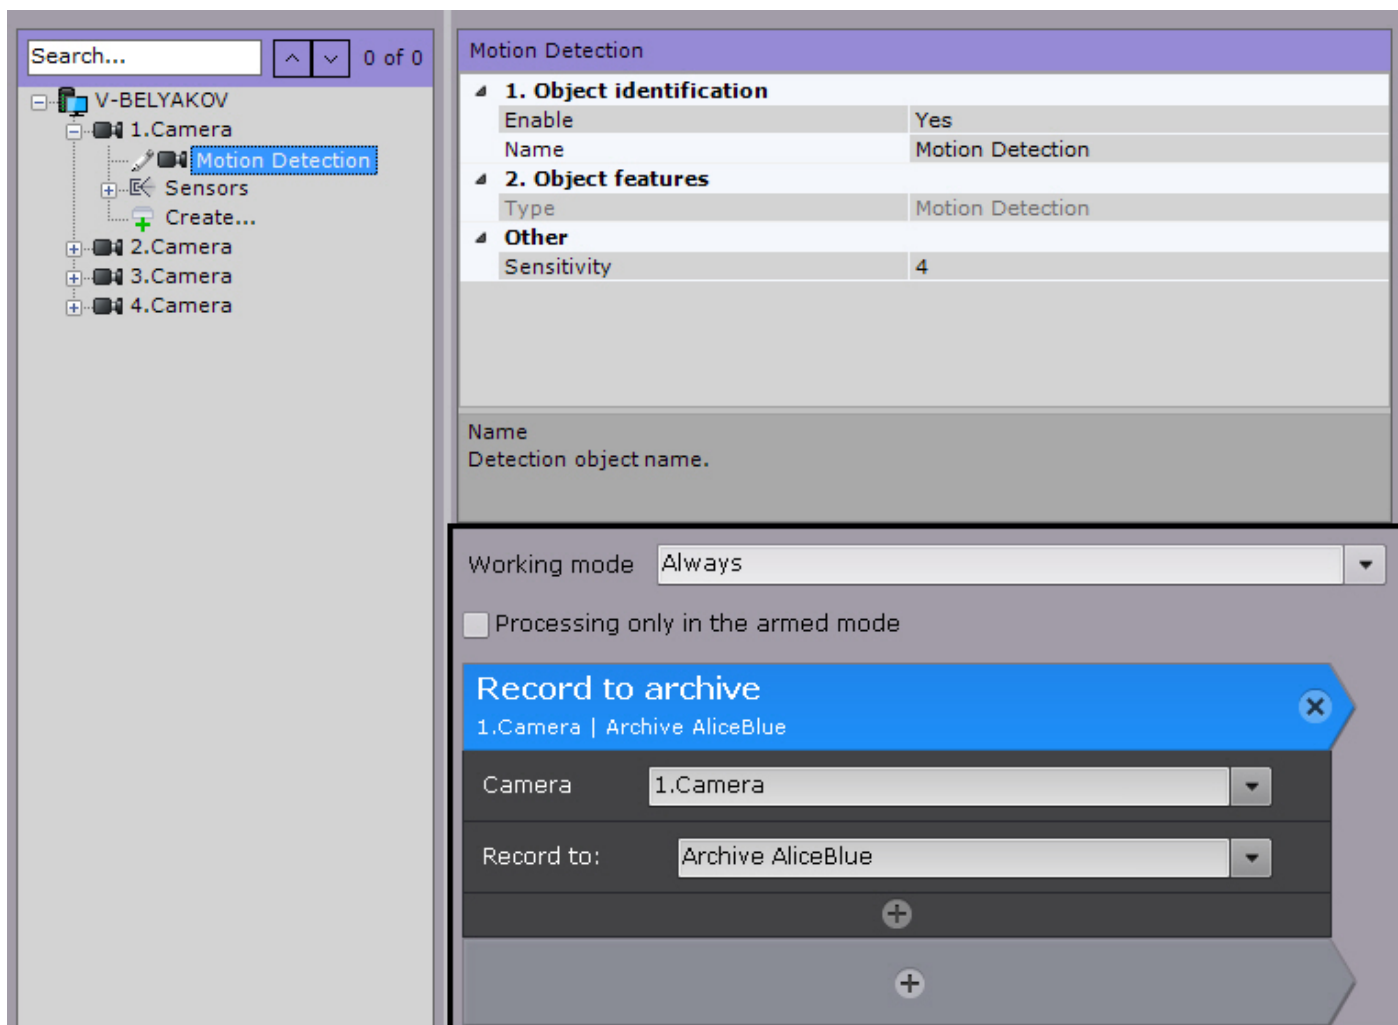 Search...
0 of 0
V-BELYAKOV
1.Camera
Motion Detection
Sensors
Create...
2.Camera
3.Camera
4.Camera
Motion Detection
1. Object identification
Enable Yes
Name Motion Detection
2. Object features
Type Motion Detection
Other
Sensitivity 4
Name
Detection object name.
Working mode Always
Processing only in the armed mode
Record to archive
1.Camera | Archive AliceBlue
Camera 1.Camera
Record to: Archive AliceBlue